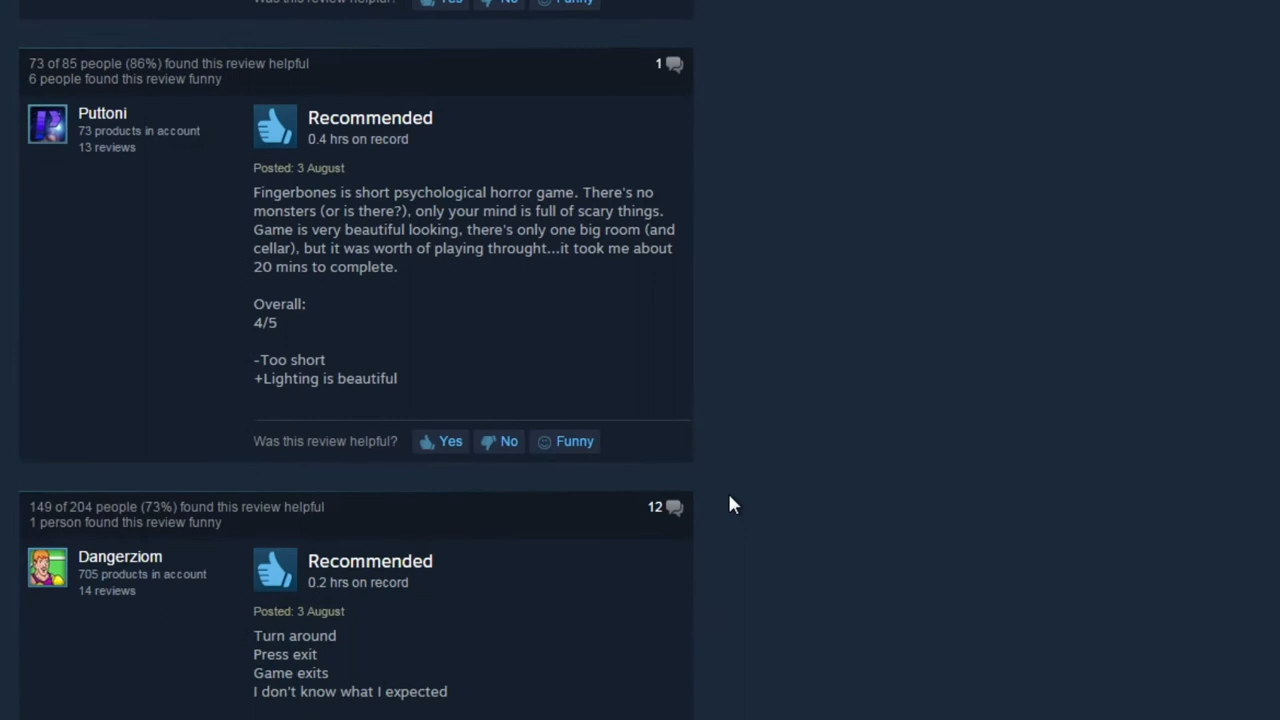 Was this review helpful? Yes No Funny
73 of 85 people (86%) found this review helpful
6 people found this review funny
1
Puttoni
73 products in account
13 reviews
Recommended
0.4 hrs on record
Posted: 3 August
Fingerbones is short psychological horror game. There's no
monsters (or is there?), only your mind is full of scary things.
Game is very beautiful looking, there's only one big room (and
cellar), but it was worth of playing throught...it took me about
20 mins to complete.
Overall:
4/5
-Too short
+Lighting is beautiful
Was this review helpful? Yes No Funny
149 of 204 people (73%) found this review helpful
1 person found this review funny
12
Dangerziom
705 products in account
14 reviews
Recommended
0.2 hrs on record
Posted: 3 August
Turn around
Press exit
Game exits
I don't know what I expected